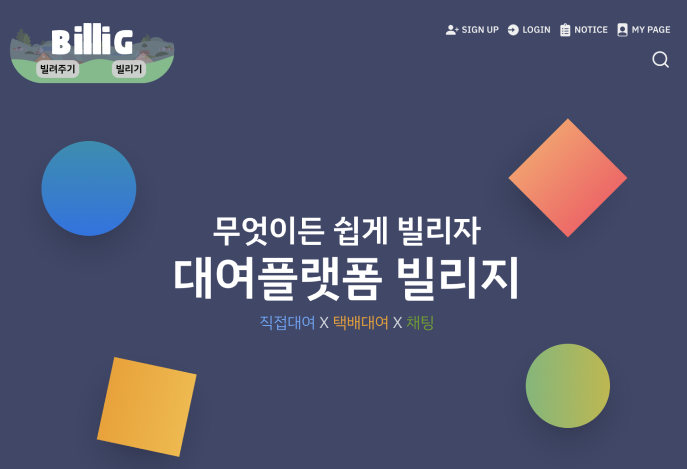 BilliG
빌려주기 빌리기
SIGN UP LOGIN NOTICE MY PAGE
무엇이든 쉽게 빌리자
대여플랫폼 빌리지
직접대여 X 택배대여 X 채팅